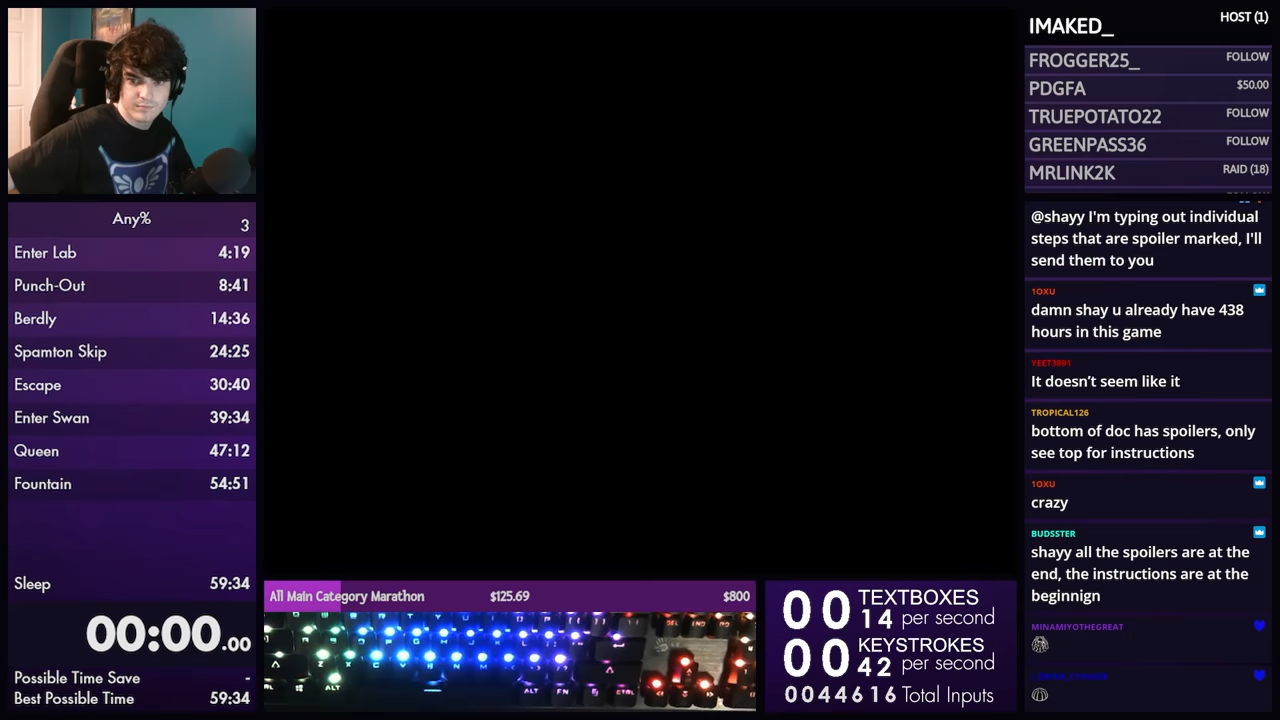 Any%
3
Enter Lab 4:19
Punch-Out 8:41
Berdly 14:36
Spamton Skip 24:25
Escape 30:40
Enter Swan 39:34
Queen 47:12
Fountain 54:51
Sleep 59:34
00:00.00
Possible Time Save -
Best Possible Time 59:34
All Main Category Marathon $125.69 $800
ALT
ALT FN CTRL
00 14 TEXTBOXES per second
00 42 KEYSTROKES per second
0044616 Total Inputs
IMAKED_ HOST (1)
FROGGER25_ FOLLOW
PDGFA $50.00
TRUEPOTATO22 FOLLOW
GREENPASS36 FOLLOW
MRLINK2K RAID (18)
@shayy I'm typing out individual
steps that are spoiler marked, I'll
send them to you
1OXU
damn shay u already have 438
hours in this game
YEET3891
It doesn't seem like it
TROPICAL126
bottom of doc has spoilers, only
see top for instructions
1OXU
crazy
BUDSSTER
shayy all the spoilers are at the
end, the instructions are at the
beginnign
MINAMIYOTHEGREAT